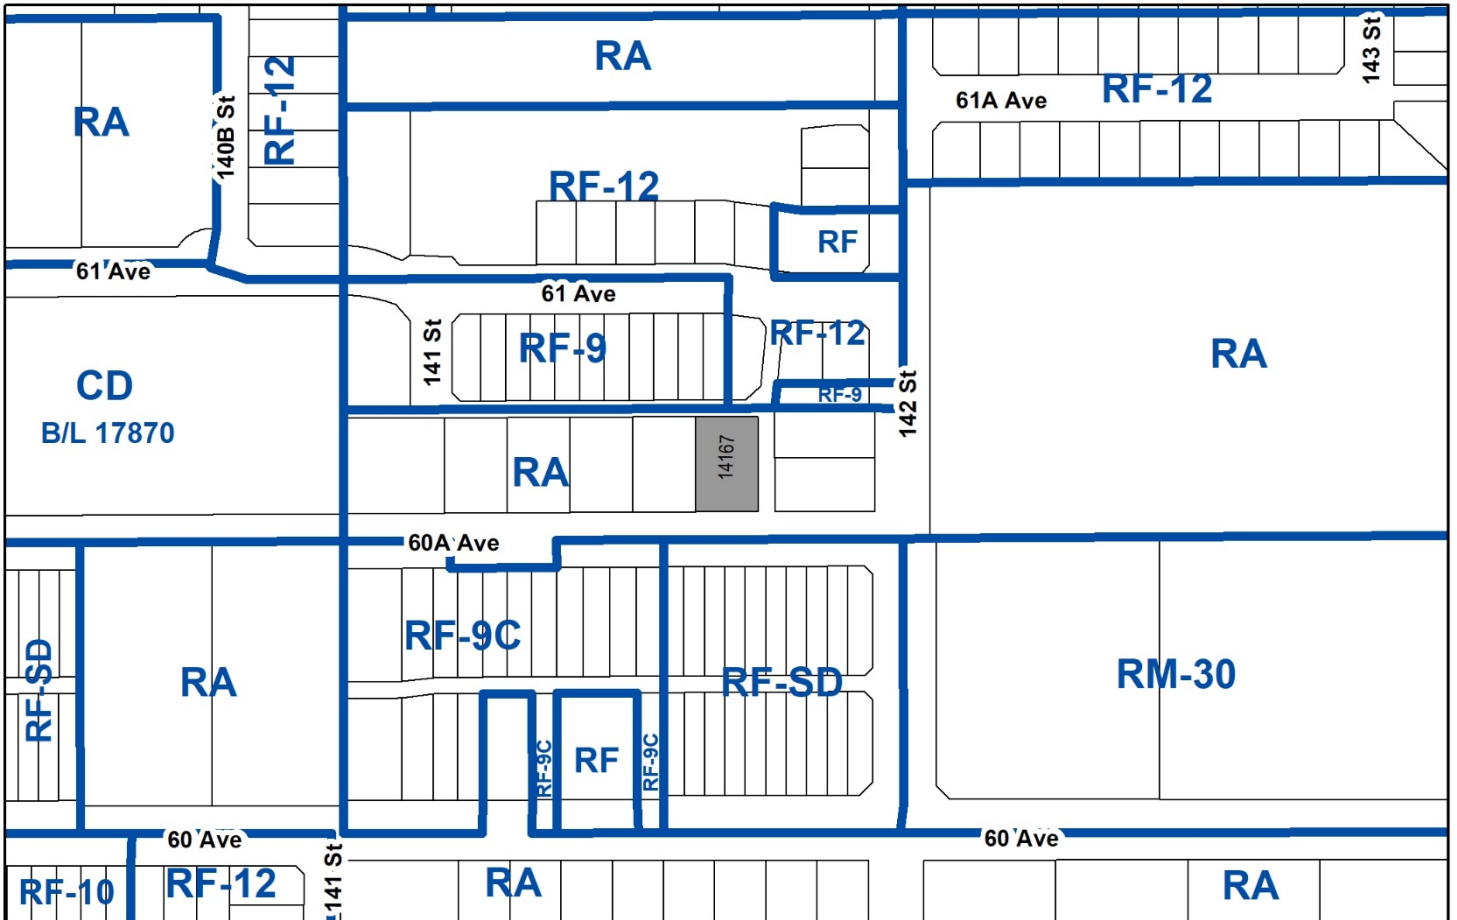 143 St
RA
RF-12
61A Ave
RF-12
RA
140B St
RF-12
RF
61 Ave
61 Ave
RF-12
141 St
RF-9
RA
CD
RF-9
142 St
B/L 17870
14167
RA
60A Ave
RF-9C
RF-SD
RA
RF-SD
RM-30
RF-9C
RF
RF-9C
60 Ave
60 Ave
141 St
RF-10
RF-12
RA
RA